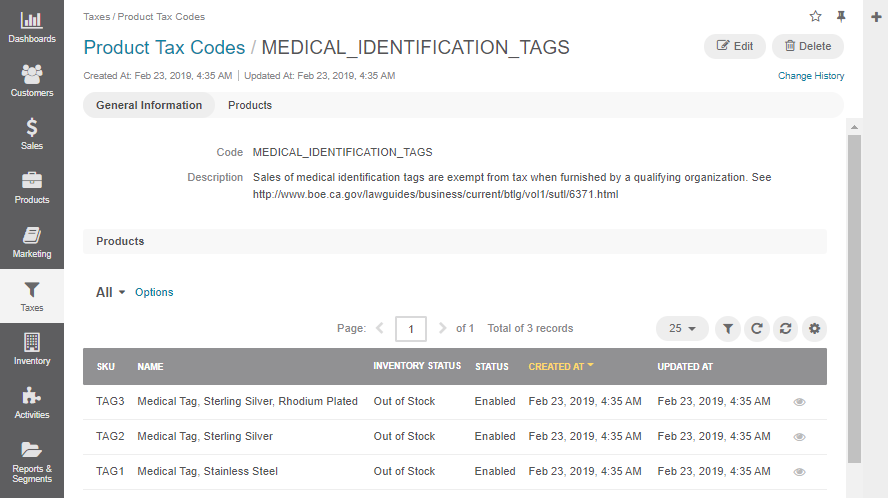 Dashboards
Customers
Sales
Products
Marketing
Taxes
Inventory
Activities
Reports &
Segments
Taxes / Product Tax Codes
Product Tax Codes / MEDICAL_IDENTIFICATION_TAGS
Edit
Delete
Created At: Feb 23, 2019, 4:35 AM | Updated At: Feb 23, 2019, 4:35 AM
Change History
General Information Products
Code MEDICAL_IDENTIFICATION_TAGS
Description Sales of medical identification tags are exempt from tax when furnished by a qualifying organization. See
http://www.boe.ca.gov/lawguides/business/current/btlg/vol1/sutl/6371.html
Products
All Options
Page: 1 of 1 Total of 3 records 25
SKU NAME INVENTORY STATUS STATUS CREATED AT UPDATED AT
TAG3 Medical Tag, Sterling Silver, Rhodium Plated Out of Stock Enabled Feb 23, 2019, 4:35 AM Feb 23, 2019, 4:35 AM
TAG2 Medical Tag, Sterling Silver Out of Stock Enabled Feb 23, 2019, 4:35 AM Feb 23, 2019, 4:35 AM
TAG1 Medical Tag, Stainless Steel Out of Stock Enabled Feb 23, 2019, 4:35 AM Feb 23, 2019, 4:35 AM